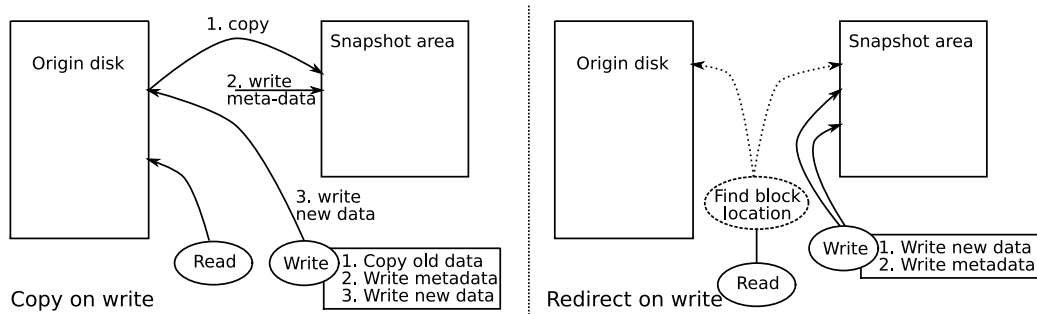 1. copy
Origin disk
Snapshot area
2. write
meta-data
3. write
new data
Read
Write
1. Copy old data
2. Write metadata
3. Write new data
Copy on write
Origin disk
Snapshot area
Find block
location
Write
1. Write new data
2. Write metadata
Read
Redirect on write